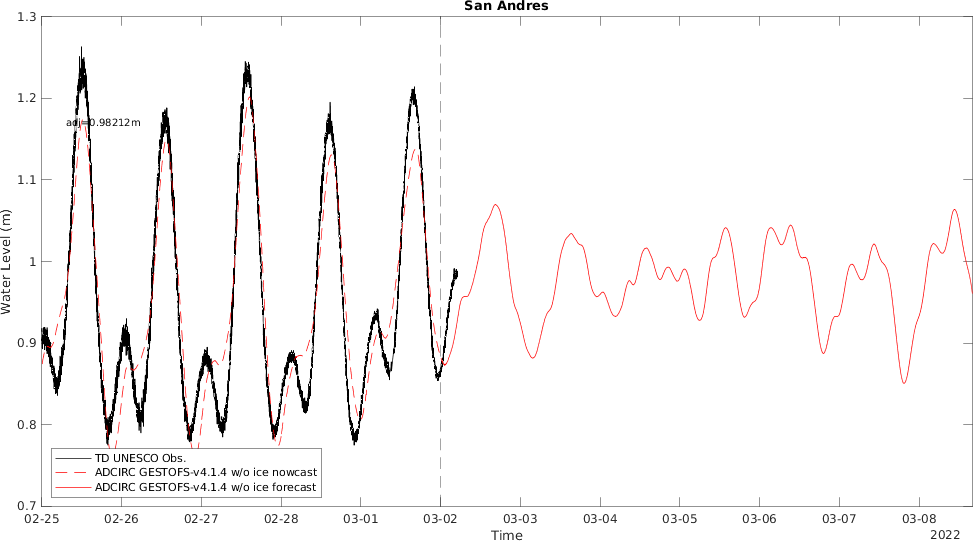 San Andres
1.3
1.2
1.1
1
0.9
0.8
0.7
Water Level (m)
adj=0.98212m
TD UNESCO Obs.
ADCIRC GESTOFS-v4.1.4 w/o ice nowcast
ADCIRC GESTOFS-v4.1.4 w/o ice forecast
02-25 02-26 02-27 02-28 03-01 03-02 03-03 03-04 03-05 03-06 03-07 03-08
Time
2022